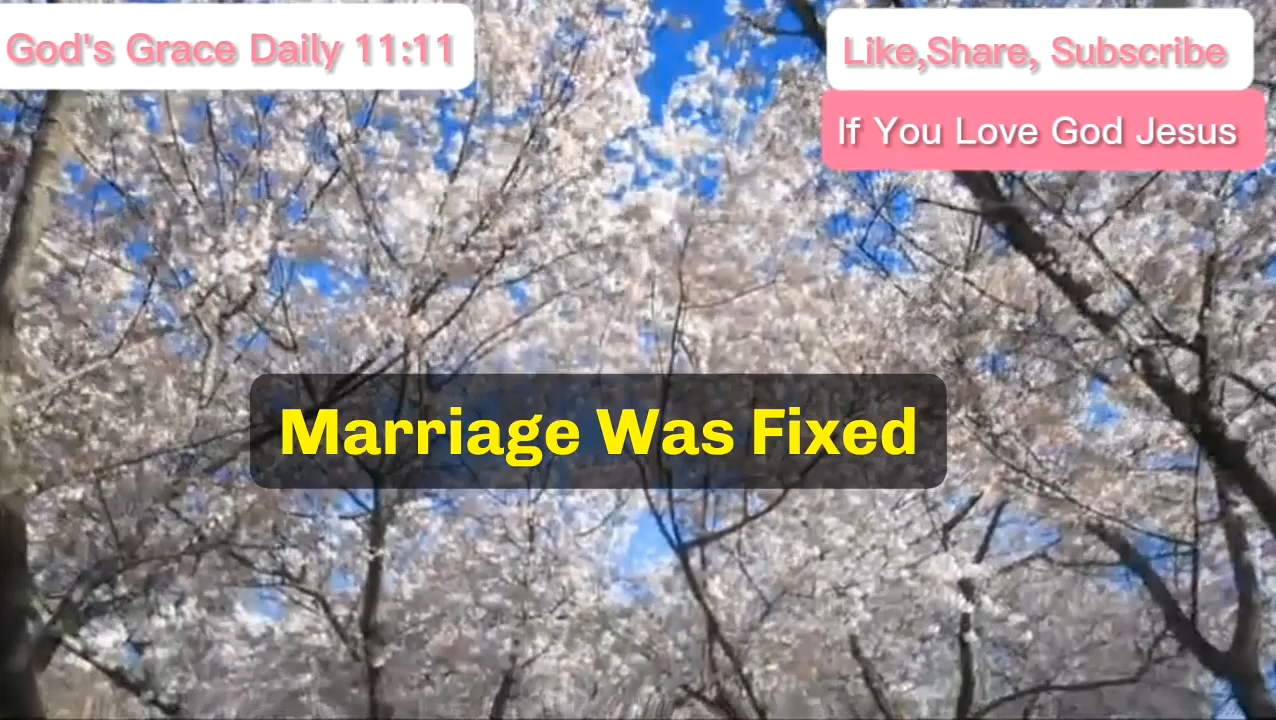 God's Grace Daily 11:11
Like,Share, Subscribe
If You Love God Jesus
Marriage Was Fixed